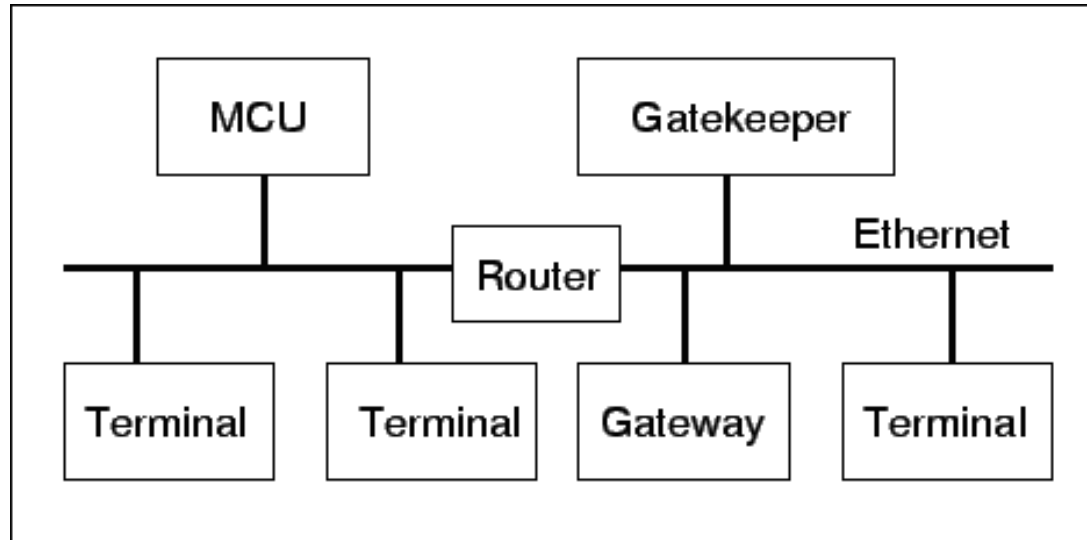 MCU
Gatekeeper
Ethernet
Router
Terminal
Terminal
Gateway
Terminal